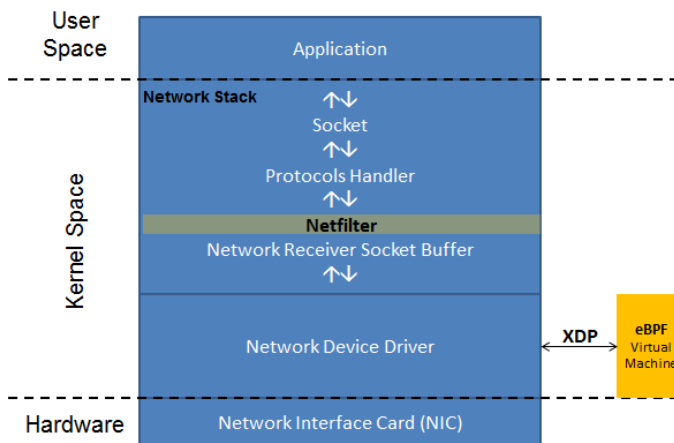 User
Space
Application
Network Stack
Socket
Protocols Handler
Netfilter
Network Receiver Socket Buffer
Kernel Space
Network Device Driver
XDP
eBPF
Virtual
Machine
Hardware
Network Interface Card (NIC)